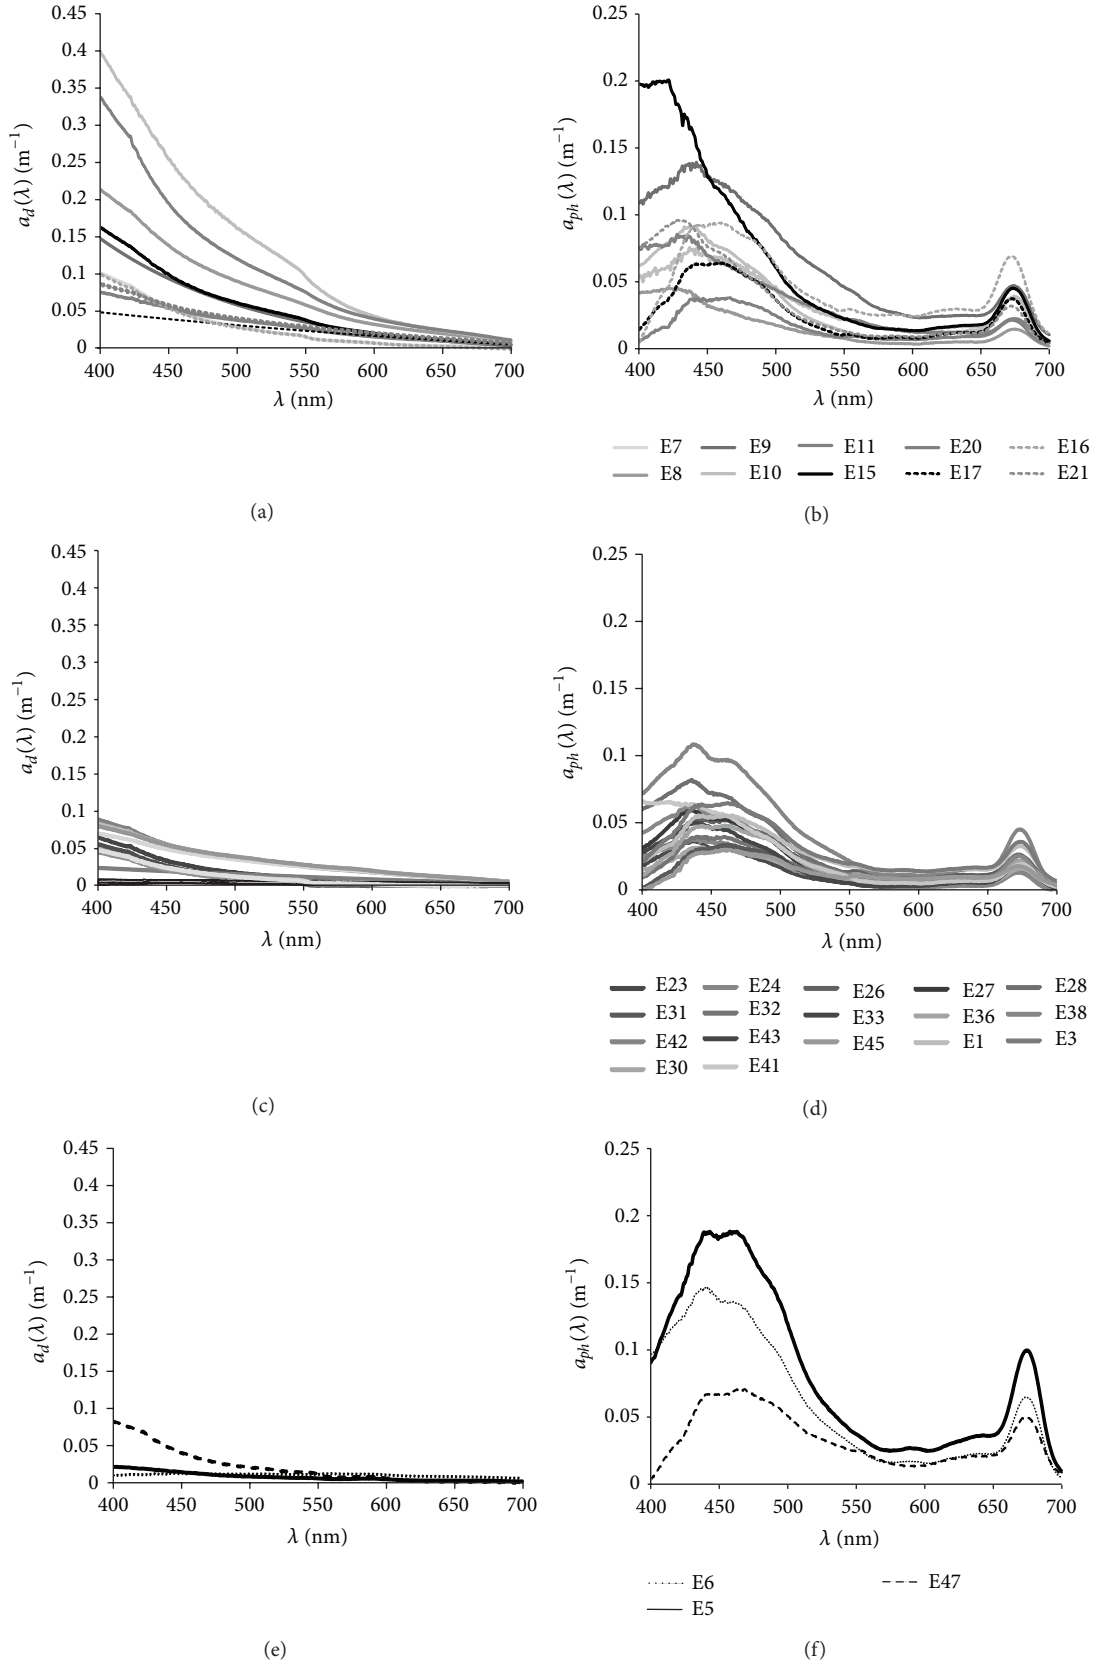 0.45
0.4
0.35
0.3
0.25
0.2
0.15
0.1
0.05
0
400 450 500 550 600 650 700
a_d(λ) (m⁻¹)
λ (nm)
(a)
0.25
0.2
0.15
0.1
0.05
0
400 450 500 550 600 650 700
a_ph(λ) (m⁻¹)
λ (nm)
E7 E9 E11 E20 E16
E8 E10 E15 E17 E21
(b)
0.45
0.4
0.35
0.3
0.25
0.2
0.15
0.1
0.05
0
400 450 500 550 600 650 700
a_d(λ) (m⁻¹)
λ (nm)
(c)
0.25
0.2
0.15
0.1
0.05
0
400 450 500 550 600 650 700
a_ph(λ) (m⁻¹)
λ (nm)
E23 E24 E26 E27 E28
E31 E32 E33 E36 E38
E42 E43 E45 E1 E3
E30 E41
(d)
0.45
0.4
0.35
0.3
0.25
0.2
0.15
0.1
0.05
0
400 450 500 550 600 650 700
a_d(λ) (m⁻¹)
λ (nm)
(e)
0.25
0.2
0.15
0.1
0.05
0
400 450 500 550 600 650 700
a_ph(λ) (m⁻¹)
λ (nm)
E6 E47
E5
(f)